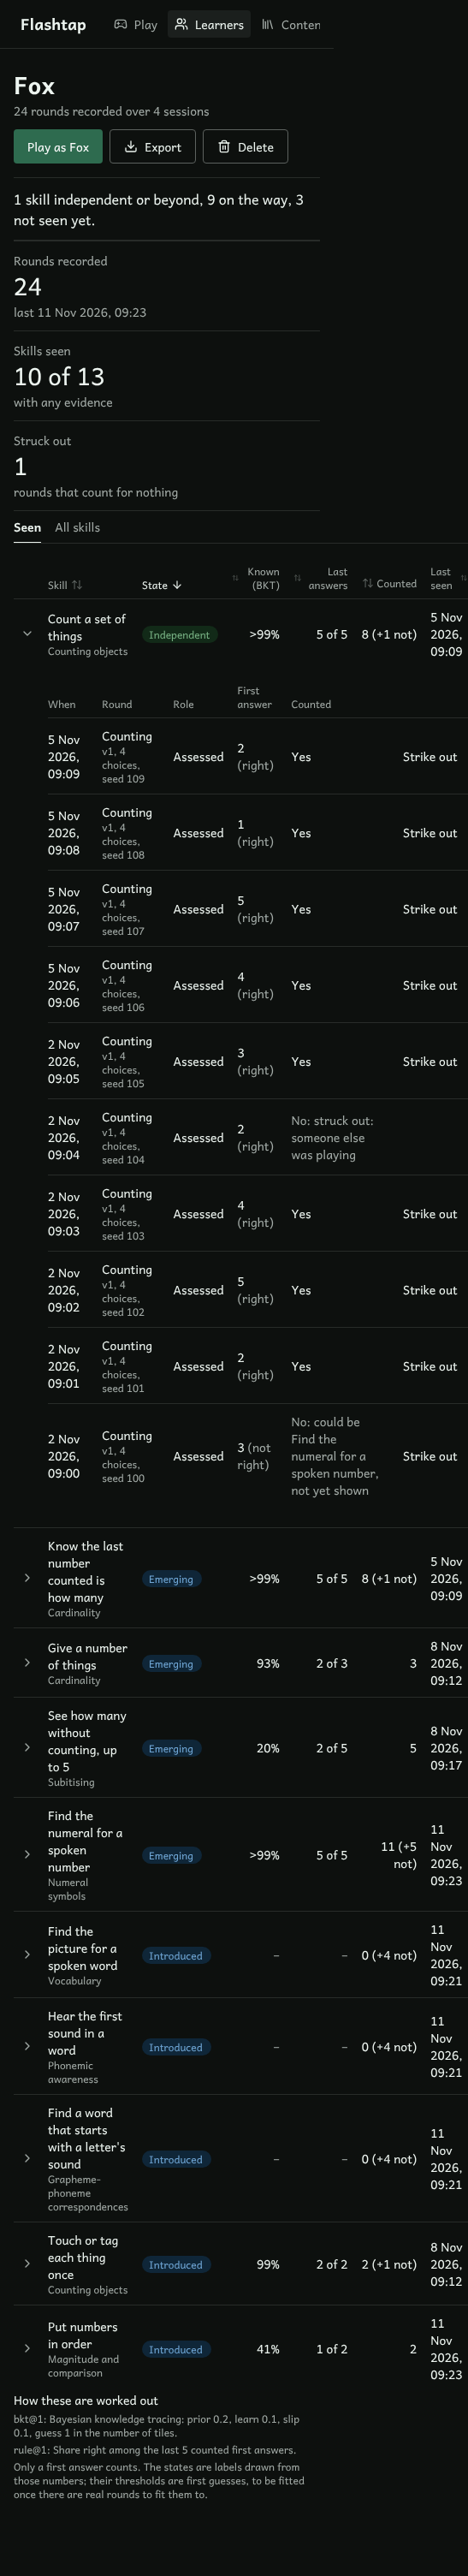 Flashtap
Play
Learners
Conten
Fox
24 rounds recorded over 4 sessions
Play as Fox
Export
Delete
1 skill independent or beyond, 9 on the way, 3
not seen yet.
Rounds recorded
24
last 11 Nov 2026, 09:23
Skills seen
10 of 13
with any evidence
Struck out
1
rounds that count for nothing
Seen
All skills
Skill
State
Known
(BKT)
Last
answers
Counted
Last
seen
Count a set of
things
Counting objects
Independent
>99%
5 of 5
8 (+1 not)
5 Nov
2026,
09:09
When
Round
Role
First
answer
Counted
5 Nov
2026,
09:09
Counting
v1, 4
choices,
seed 109
Assessed
2
(right)
Yes
Strike out
5 Nov
2026,
09:08
Counting
v1, 4
choices,
seed 108
Assessed
1
(right)
Yes
Strike out
5 Nov
2026,
09:07
Counting
v1, 4
choices,
seed 107
Assessed
5
(right)
Yes
Strike out
5 Nov
2026,
09:06
Counting
v1, 4
choices,
seed 106
Assessed
4
(right)
Yes
Strike out
2 Nov
2026,
09:05
Counting
v1, 4
choices,
seed 105
Assessed
3
(right)
Yes
Strike out
2 Nov
2026,
09:04
Counting
v1, 4
choices,
seed 104
Assessed
2
(right)
No: struck out:
someone else
was playing
2 Nov
2026,
09:03
Counting
v1, 4
choices,
seed 103
Assessed
4
(right)
Yes
Strike out
2 Nov
2026,
09:02
Counting
v1, 4
choices,
seed 102
Assessed
5
(right)
Yes
Strike out
2 Nov
2026,
09:01
Counting
v1, 4
choices,
seed 101
Assessed
2
(right)
Yes
Strike out
2 Nov
2026,
09:00
Counting
v1, 4
choices,
seed 100
Assessed
3 (not
right)
No: could be
Find the
numeral for a
spoken number,
not yet shown
Strike out
Know the last
number
counted is
how many
Cardinality
Emerging
>99%
5 of 5
8 (+1 not)
5 Nov
2026,
09:09
Give a number
of things
Cardinality
Emerging
93%
2 of 3
3
8 Nov
2026,
09:12
See how many
without
counting, up
to 5
Subitising
Emerging
20%
2 of 5
5
8 Nov
2026,
09:17
Find the
numeral for a
spoken
number
Numeral
symbols
Emerging
>99%
5 of 5
11 (+5
not)
11
Nov
2026,
09:23
Find the
picture for a
spoken word
Vocabulary
Introduced
–
–
0 (+4 not)
11
Nov
2026,
09:21
Hear the first
sound in a
word
Phonemic
awareness
Introduced
–
–
0 (+4 not)
11
Nov
2026,
09:21
Find a word
that starts
with a letter's
sound
Grapheme-
phoneme
correspondences
Introduced
–
–
0 (+4 not)
11
Nov
2026,
09:21
Touch or tag
each thing
once
Counting objects
Introduced
99%
2 of 2
2 (+1 not)
8 Nov
2026,
09:12
Put numbers
in order
Magnitude and
comparison
Introduced
41%
1 of 2
2
11
Nov
2026,
09:23
How these are worked out
bkt@1: Bayesian knowledge tracing: prior 0.2, learn 0.1, slip
0.1, guess 1 in the number of tiles.
rule@1: Share right among the last 5 counted first answers.
Only a first answer counts. The states are labels drawn from
those numbers; their thresholds are first guesses, to be fitted
once there are real rounds to fit them to.